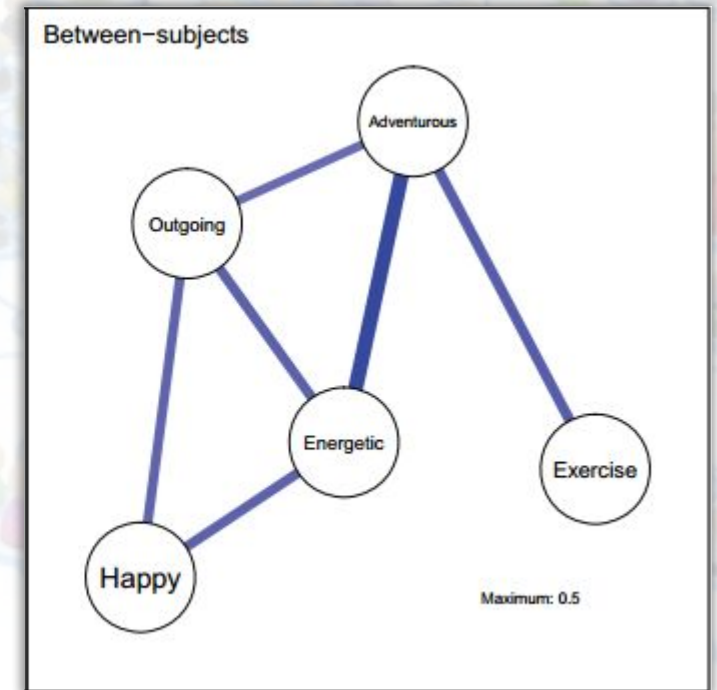 Between−subjects
Adventurous
Outgoing
Energetic
Exercise
Happy
Maximum: 0.5